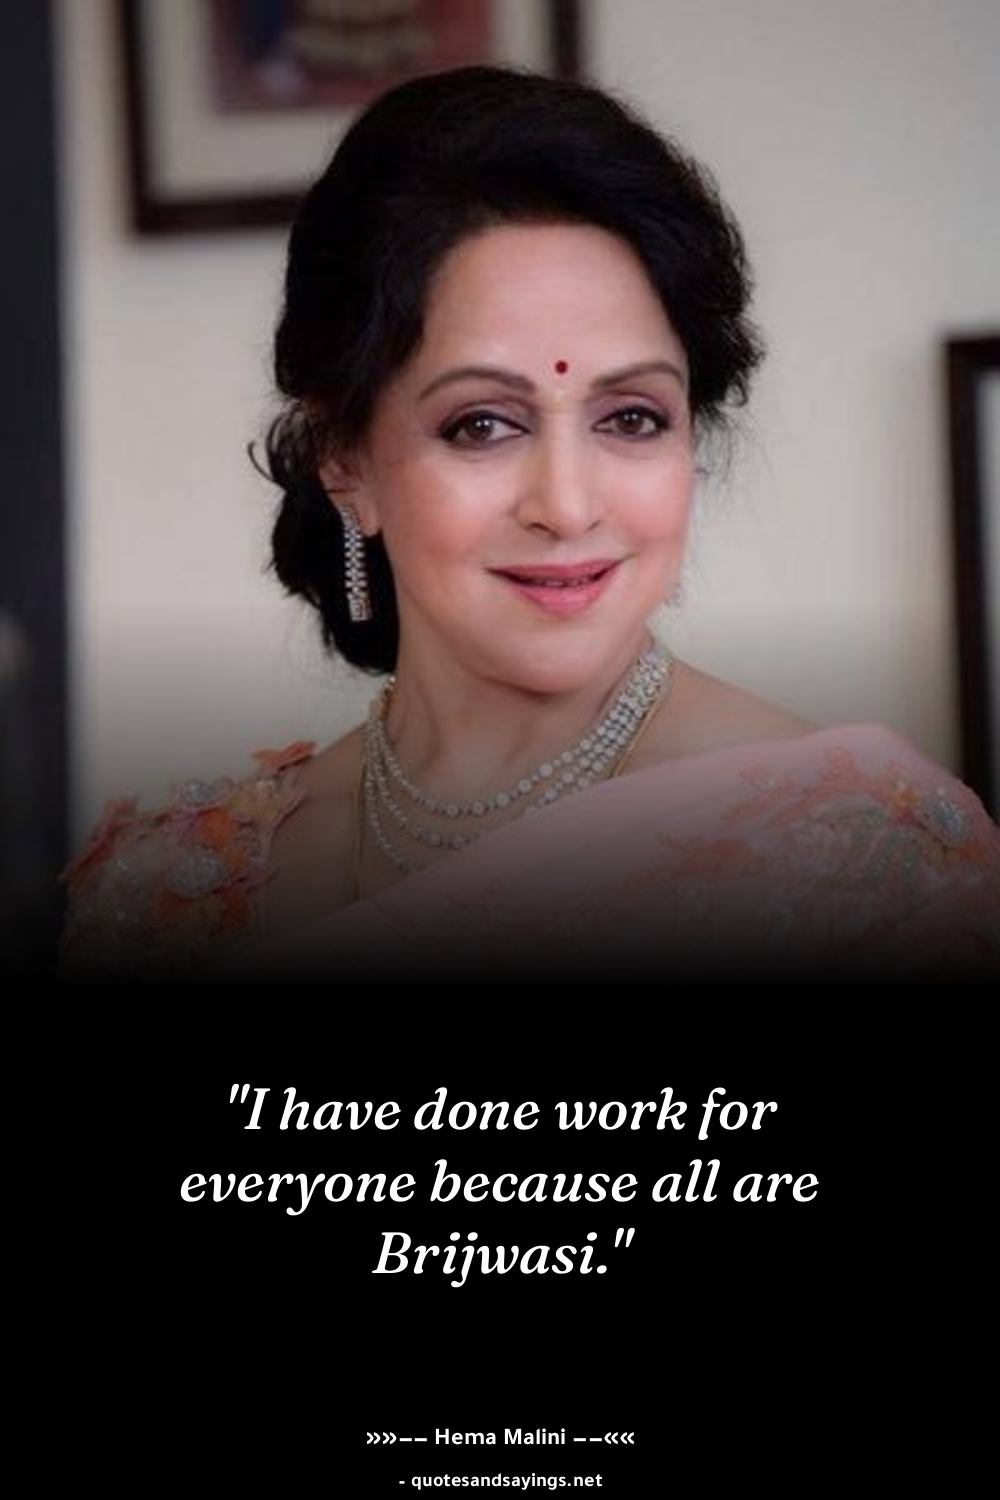 "I have done work for
everyone because all are
Brijwasi."
»»–– Hema Malini ––««
- quotesandsayings.net